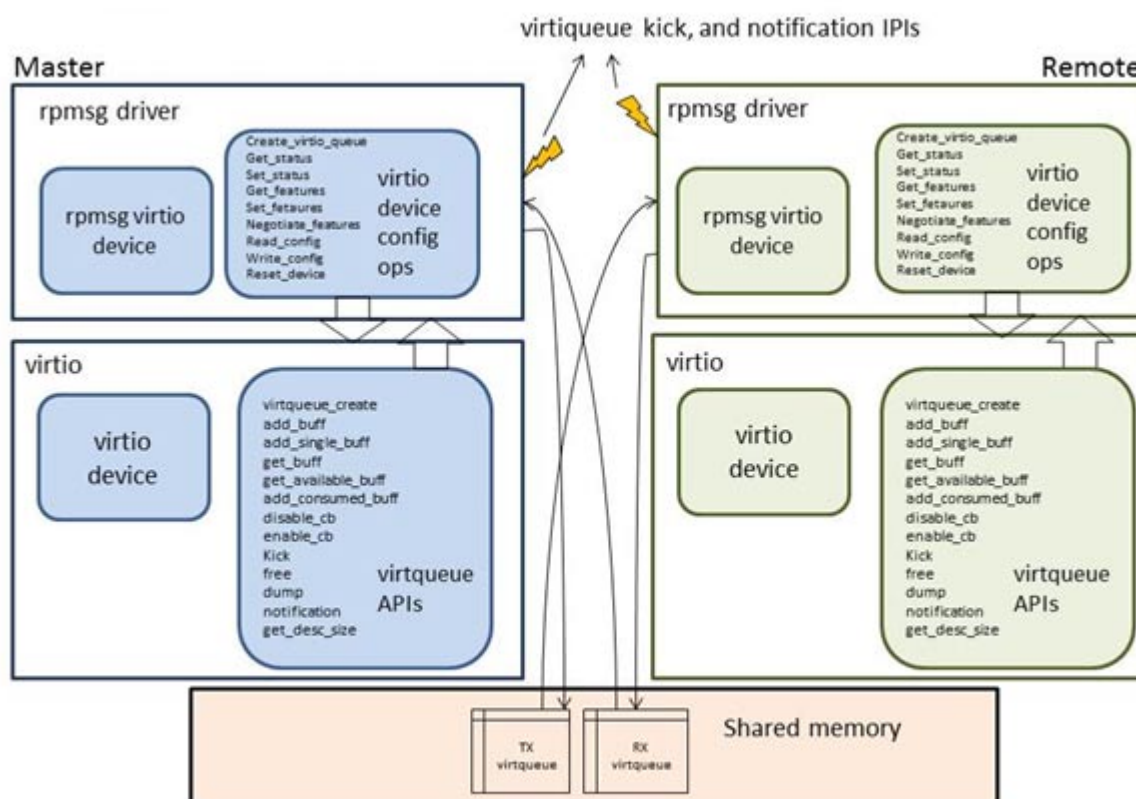 virtiqueue kick, and notification IPIs
Master
rpmsg driver
rpmsg virtio
device
Create_virtio_queue
Get_status
Set_status
Get_features
Set_fetaures
Negotiate_features
Read_config
Write_config
Reset_device
virtio
device
config
ops
virtio
virtio
device
virtqueue_create
add_buff
add_single_buff
get_buff
get_available_buff
add_consumed_buff
disable_cb
enable_cb
Kick
free
dump
notification
get_desc_size
virtqueue
APIs
Remote
rpmsg driver
rpmsg virtio
device
Create_virtio_queue
Get_status
Set_status
Get_features
Set_fetaures
Negotiate_features
Read_config
Write_config
Reset_device
virtio
device
config
ops
virtio
virtio
device
virtqueue_create
add_buff
add_single_buff
get_buff
get_available_buff
add_consumed_buff
disable_cb
enable_cb
Kick
free
dump
notification
get_desc_size
virtqueue
APIs
TX
virtqueue
RX
virtqueue
Shared memory